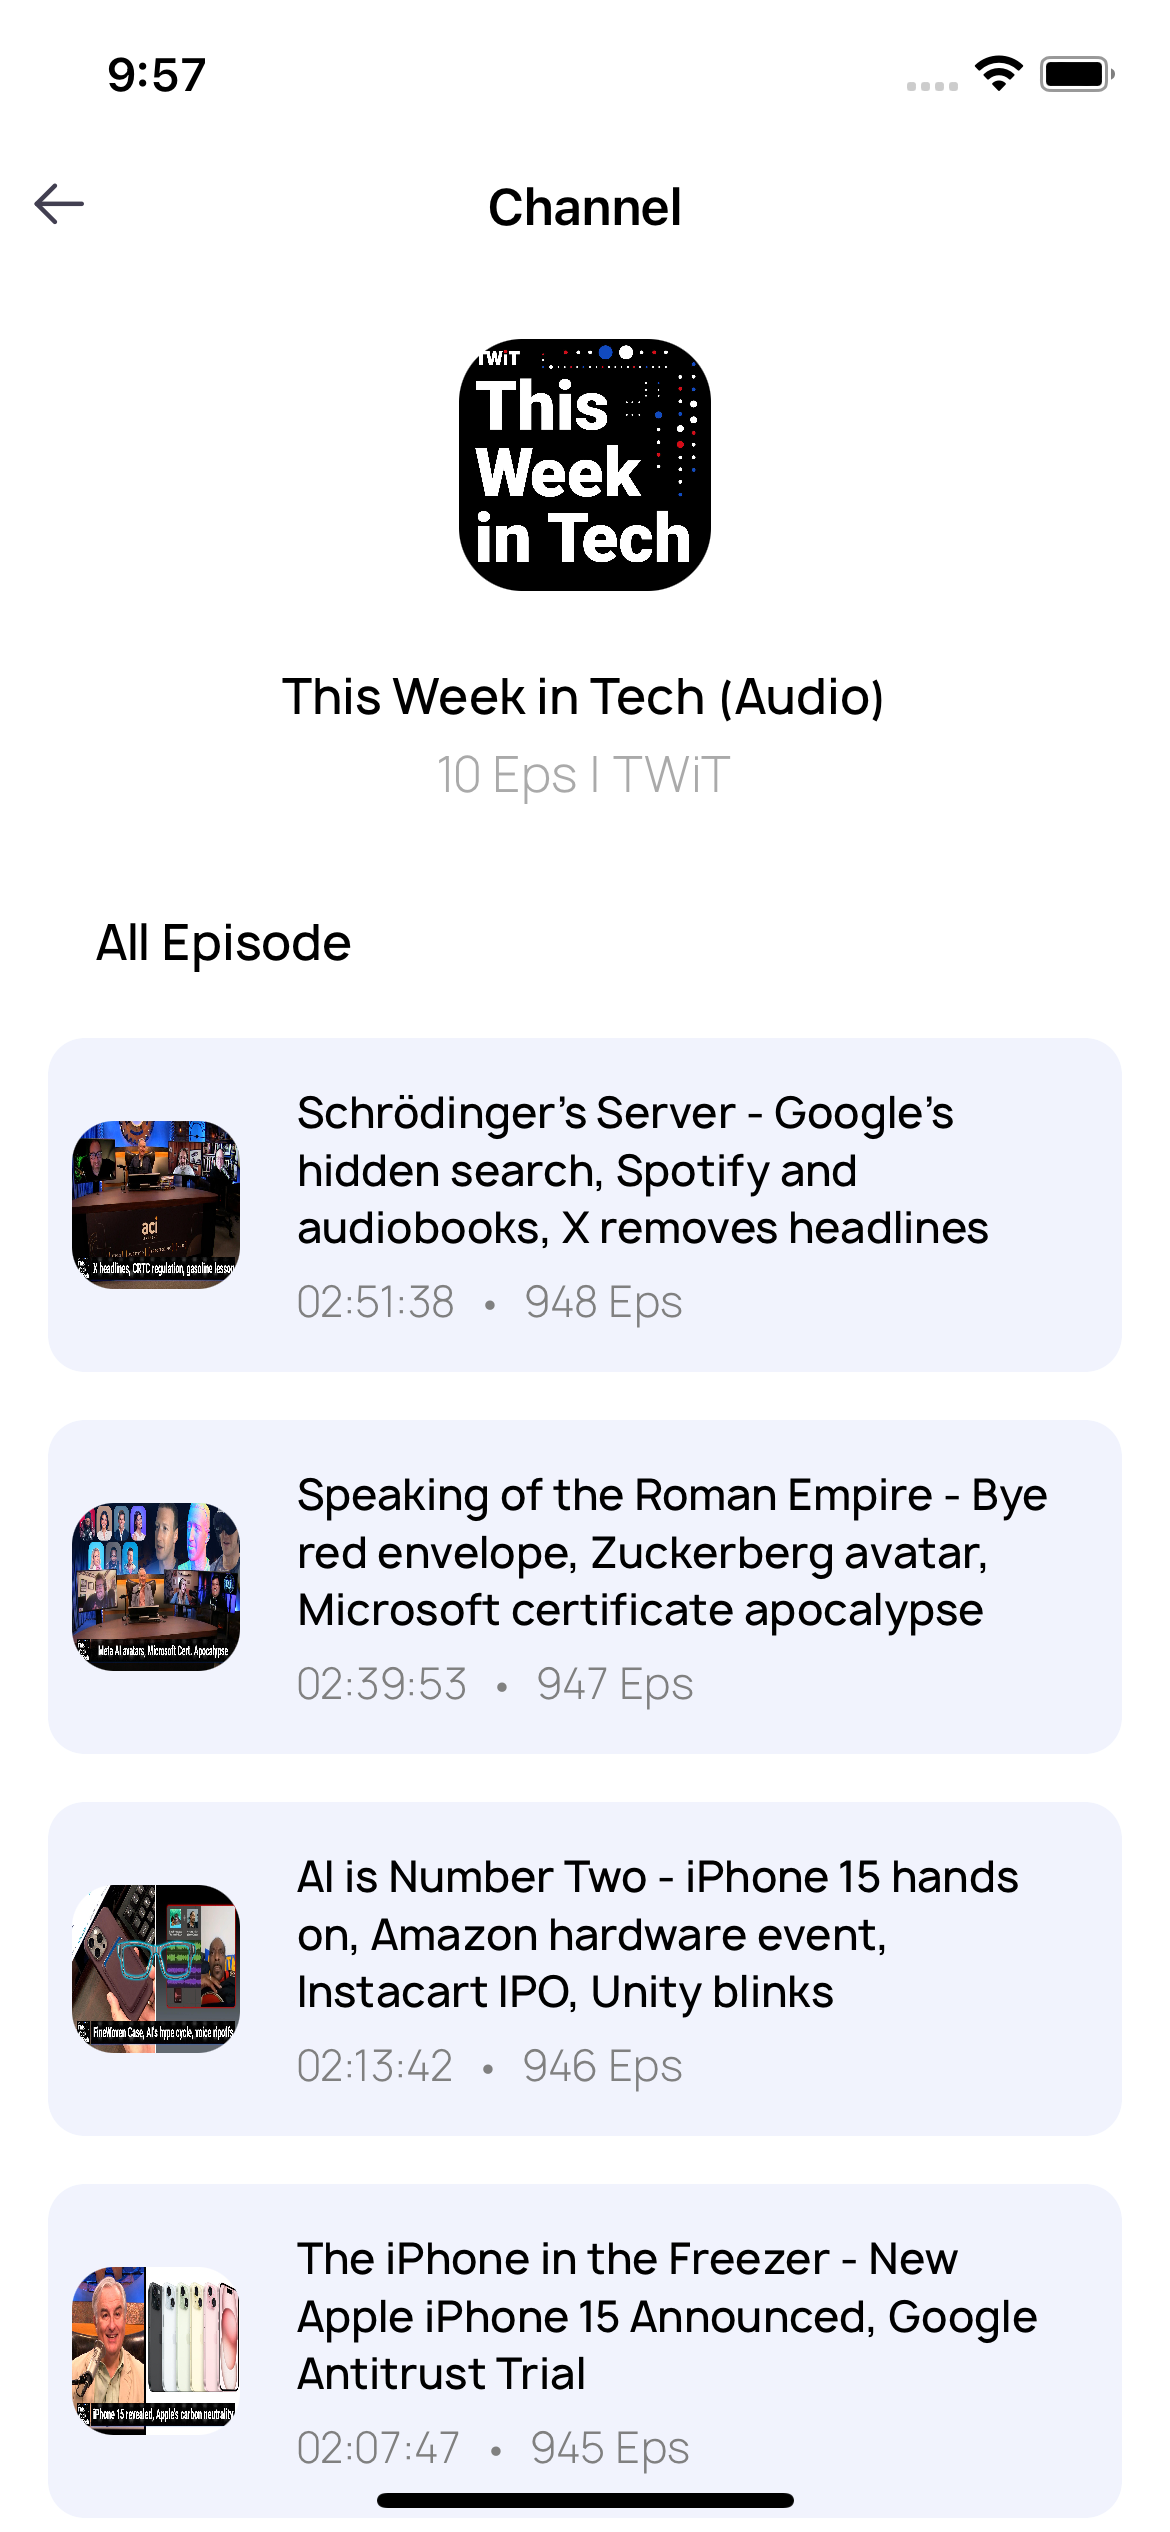 9:57
Channel
TWiT
This
Week
in Tech
This Week in Tech (Audio)
10 Eps | TWiT
All Episode
Schrödinger's Server - Google's
hidden search, Spotify and
audiobooks, X removes headlines
aci
X headlines, CRTC regulation, gasoline lesson
02:51:38 • 948 Eps
Speaking of the Roman Empire - Bye
red envelope, Zuckerberg avatar,
Microsoft certificate apocalypse
Meta AI avatars, Microsoft Cert. Apocalypse
02:39:53 • 947 Eps
AI is Number Two - iPhone 15 hands
on, Amazon hardware event,
Instacart IPO, Unity blinks
FineWoven Case, AI's hype cycle, voice ripoffs
02:13:42 • 946 Eps
The iPhone in the Freezer - New
Apple iPhone 15 Announced, Google
Antitrust Trial
iPhone 15 revealed, Apple's carbon neutrality
02:07:47 • 945 Eps